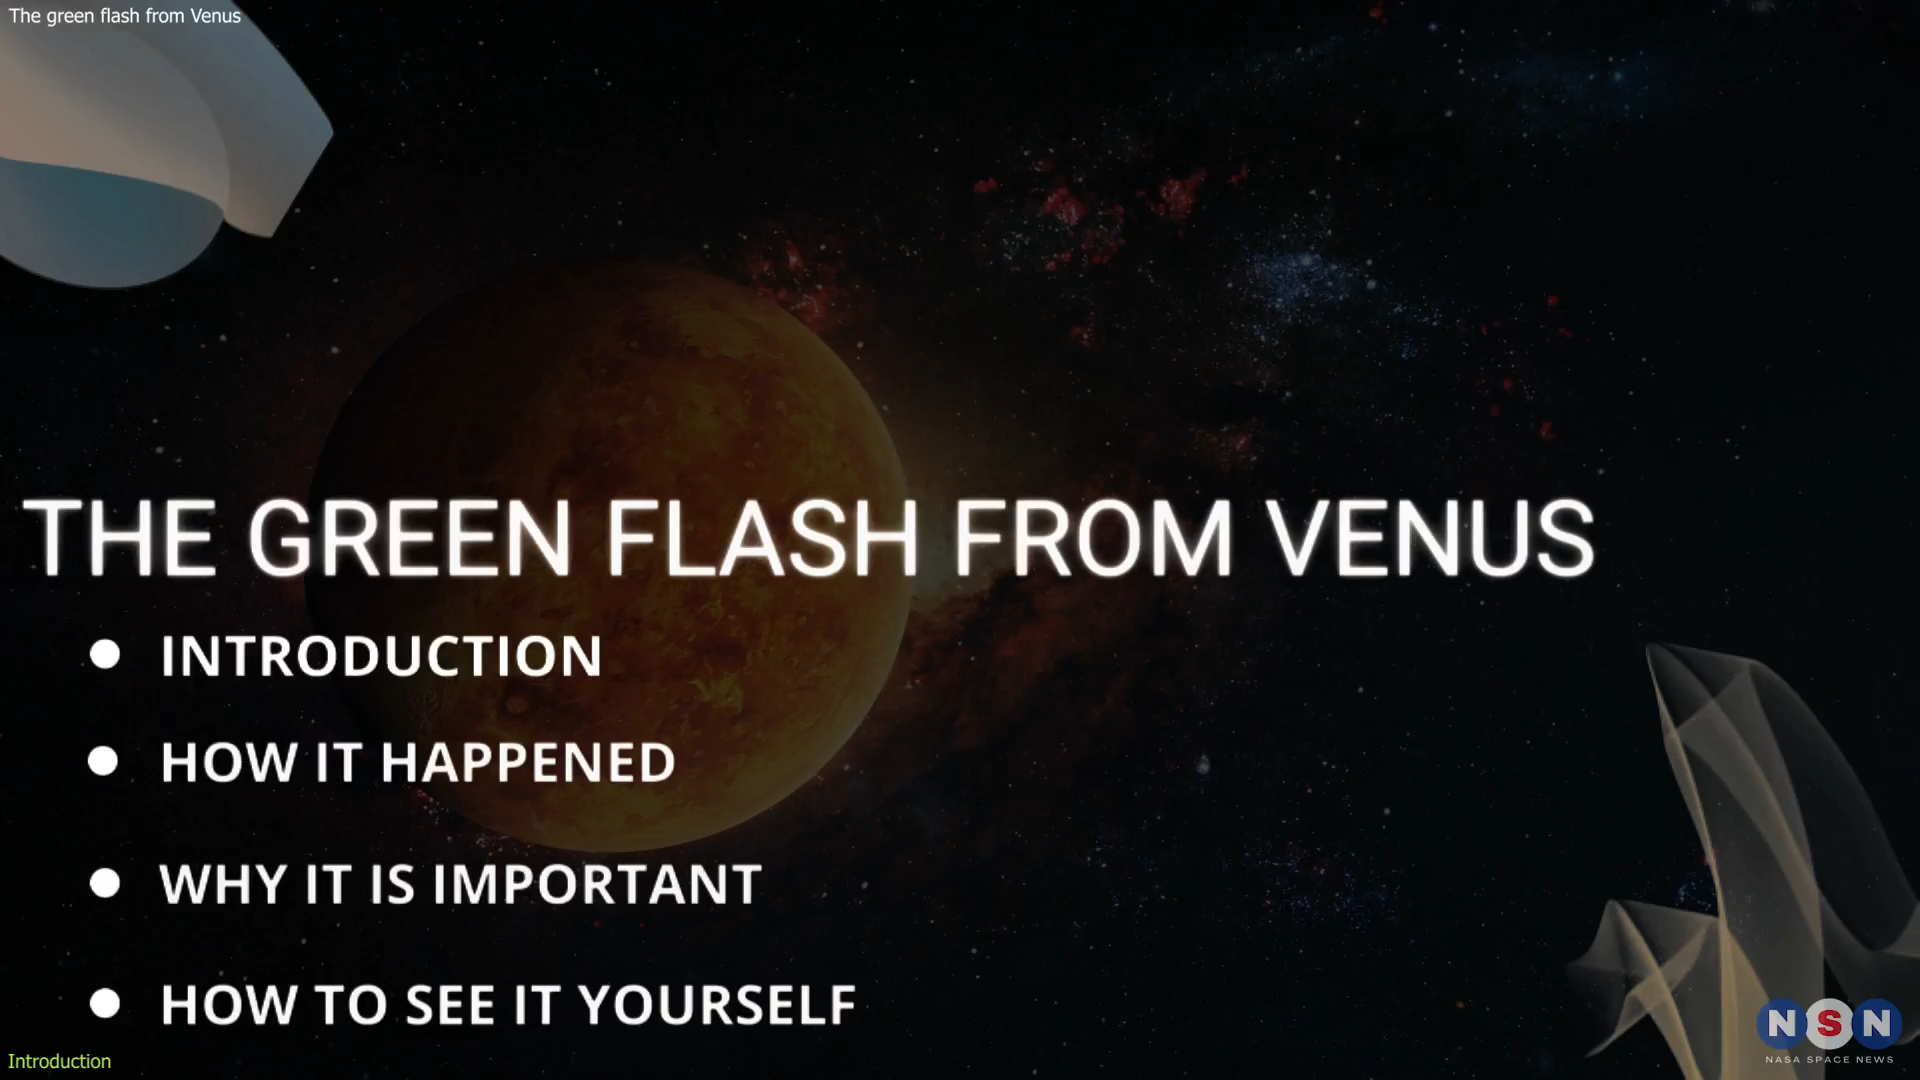 The green flash from Venus
THE GREEN FLASH FROM VENUS
INTRODUCTION
HOW IT HAPPENED
WHY IT IS IMPORTANT
HOW TO SEE IT YOURSELF
Introduction
NSN
NASA SPACE NEWS